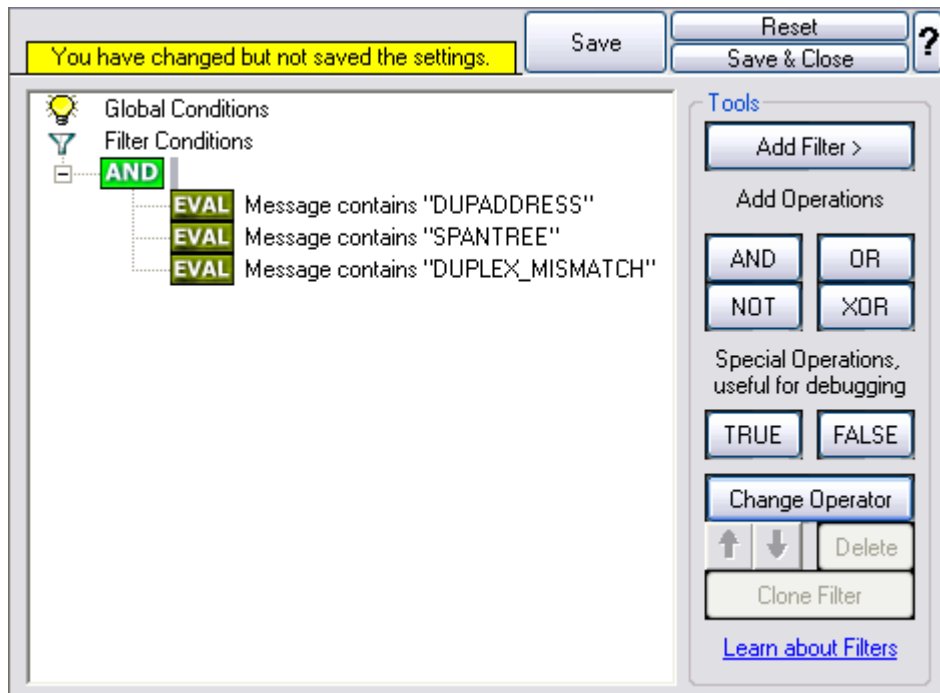 You have changed but not saved the settings.
Save
Reset
Save & Close
?
Global Conditions
Filter Conditions
AND
EVAL Message contains "DUPADDRESS"
EVAL Message contains "SPANTREE"
EVAL Message contains "DUPLEX_MISMATCH"
Tools
Add Filter >
Add Operations
AND OR
NOT XOR
Special Operations,
useful for debugging
TRUE FALSE
Change Operator
Delete
Clone Filter
Learn about Filters